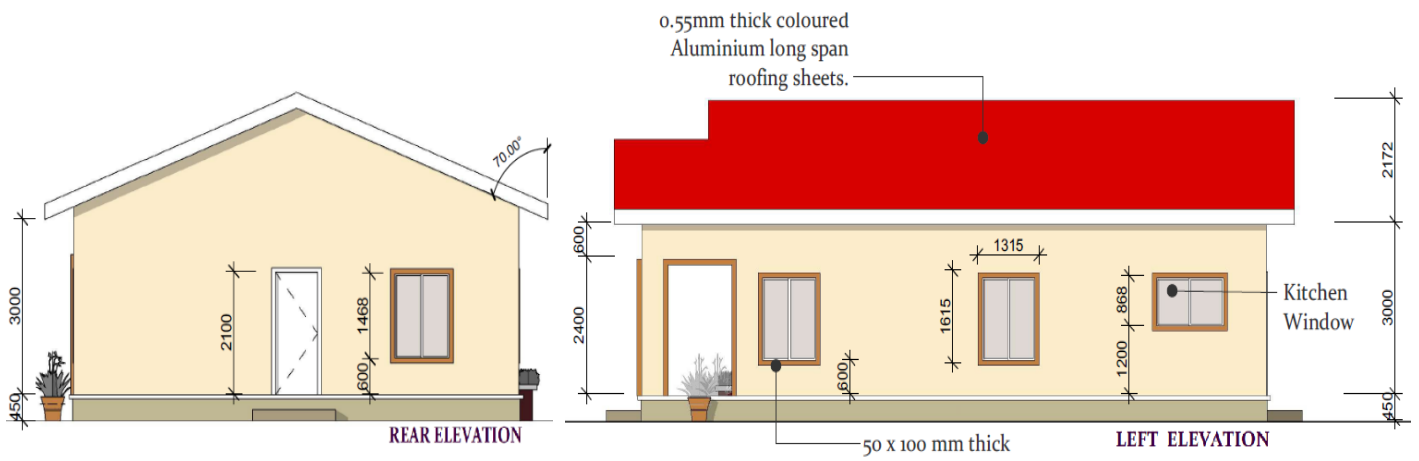 0.55mm thick coloured
Aluminium long span
roofing sheets.
70.00°
3000
450
2100
1468
600
REAR ELEVATION
600
2400
1315
1615
600
868
1200
2172
3000
450
Kitchen
Window
50 x 100 mm thick
LEFT ELEVATION